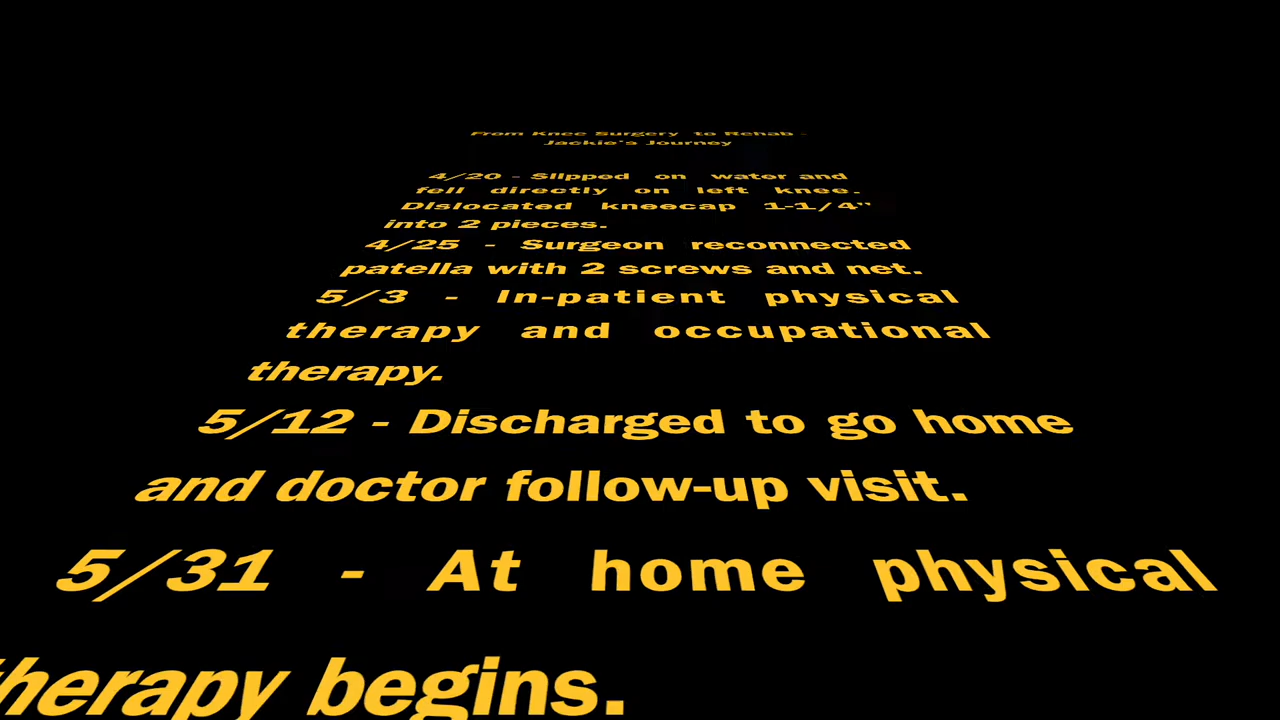 From Knee Surgery to Rehab -
Jackie's Journey
4/20 - Slipped on water and
fell directly on left knee.
Dislocated kneecap 1-1/4"
into 2 pieces.
4/25 - Surgeon reconnected
patella with 2 screws and net.
5/3 - In-patient physical
therapy and occupational
therapy.
5/12 - Discharged to go home
and doctor follow-up visit.
5/31 - At home physical
therapy begins.